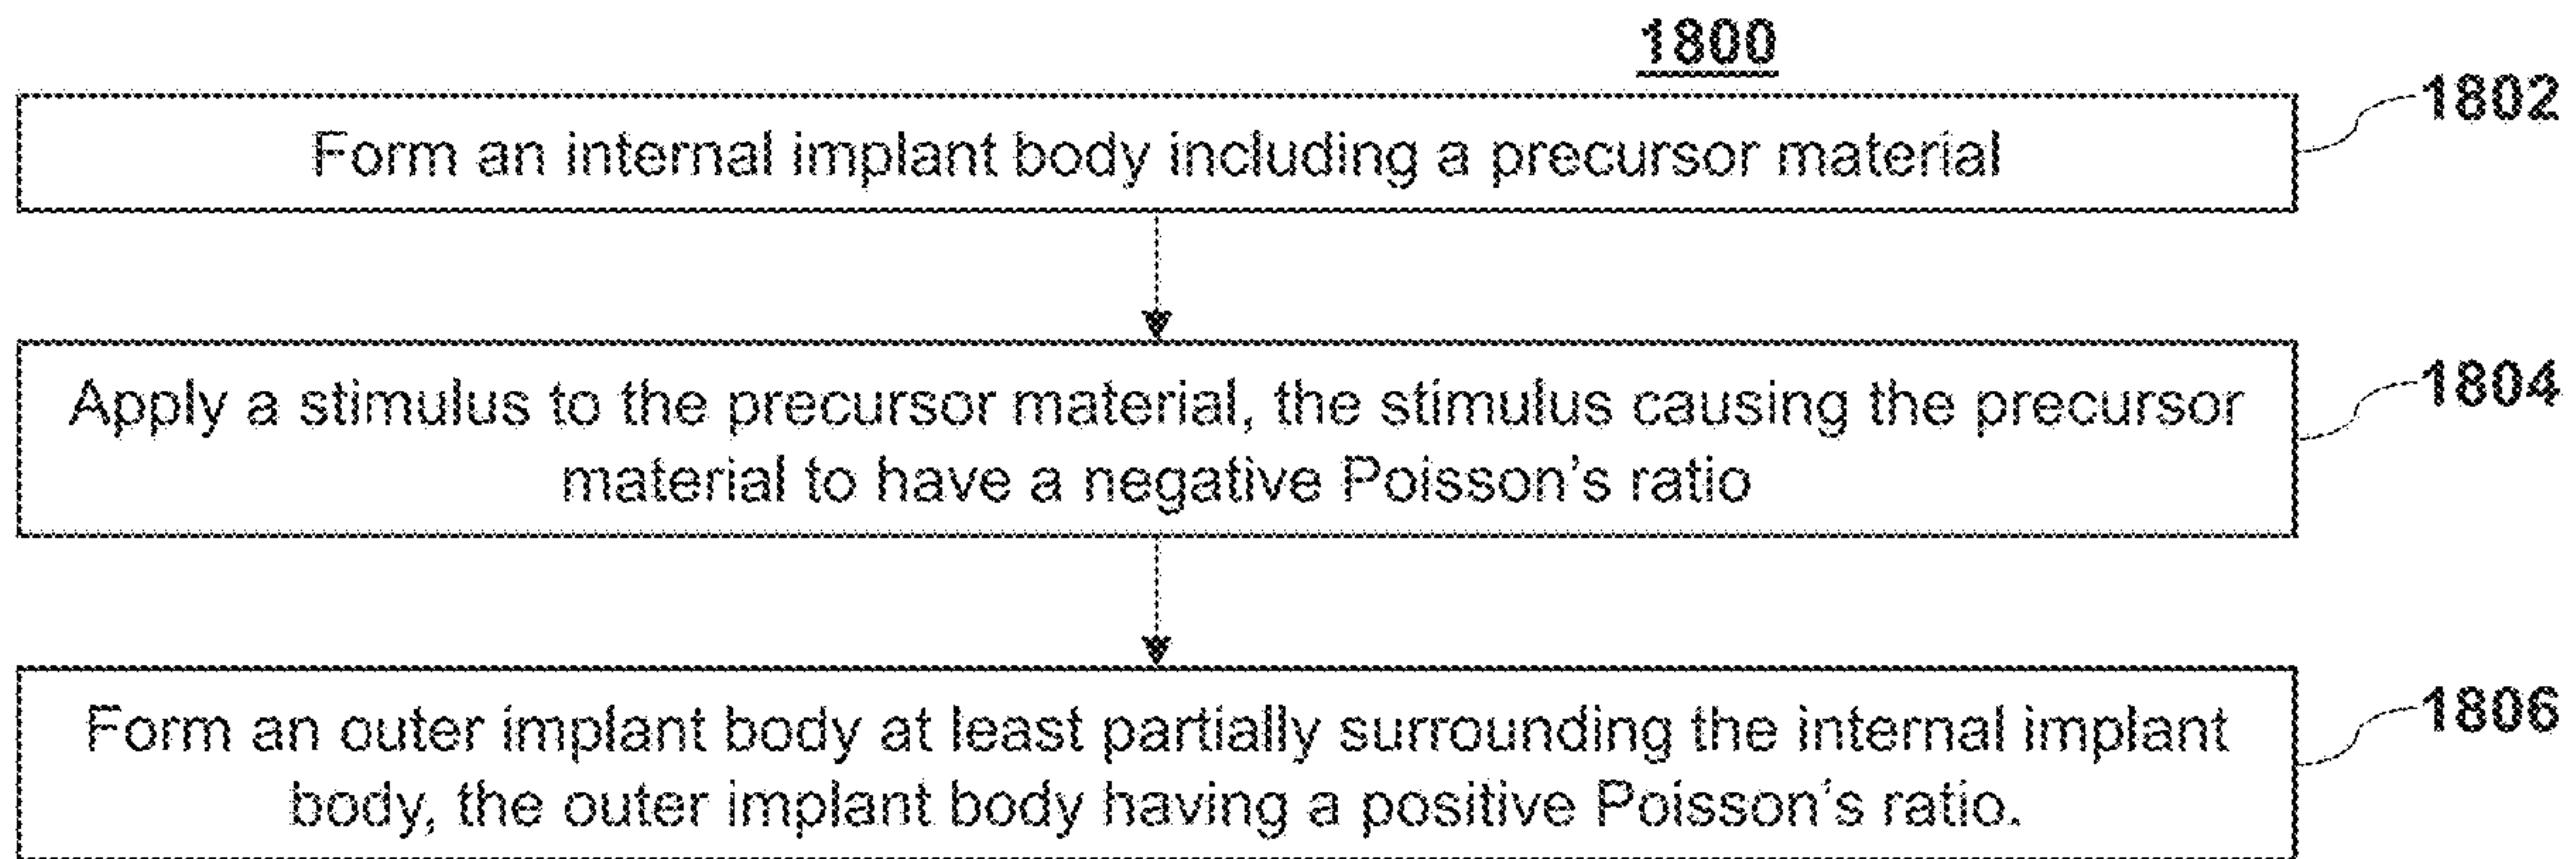 1800
1802
Form an internal implant body including a precursor material
1804
Apply a stimulus to the precursor material, the stimulus causing the precursor
material to have a negative Poisson's ratio
1806
Form an outer implant body at least partially surrounding the internal implant
body, the outer implant body having a positive Poisson's ratio.